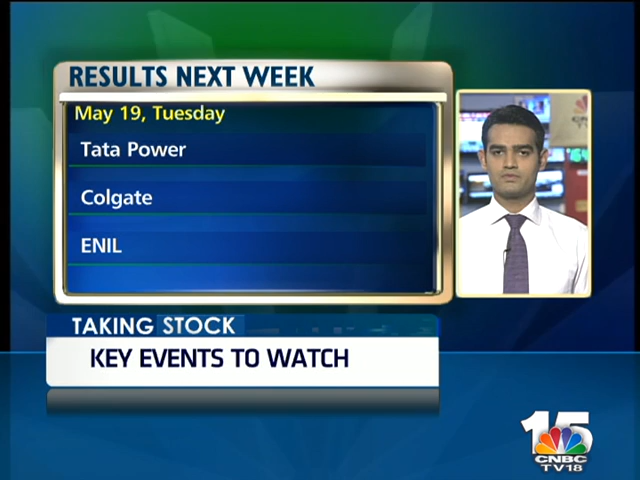 RESULTS NEXT WEEK
May 19, Tuesday
Tata Power
Colgate
ENIL
TAKING STOCK
KEY EVENTS TO WATCH
15
CNBC
TV18